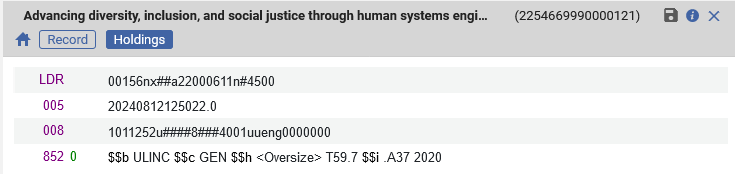 Advancing diversity, inclusion, and social justice through human systems engi... (2254669990000121)
Record Holdings
LDR 00156nx##a22000611n#4500
005 20240812125022.0
008 1011252u####8###4001uueng0000000
852 0 $$b ULINC $$c GEN $$h <Oversize> T59.7 $$i .A37 2020